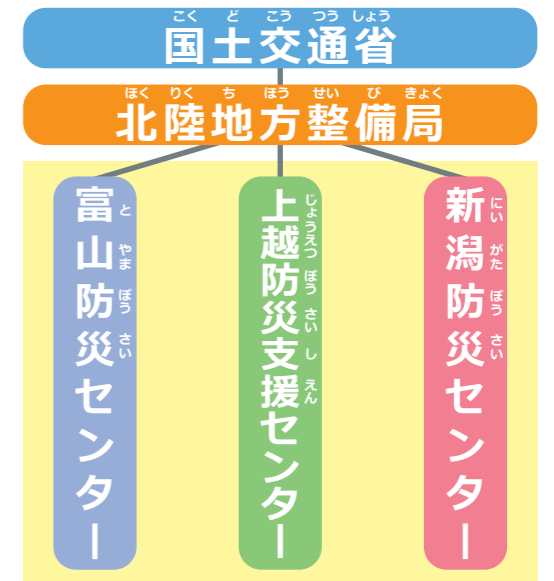 こく ど こう つう しょう
国土交通省
ほく りく ち ほう せい び きょく
北陸地方整備局
と やま ぼう さい
富山防災センター
じょうえつ ぼう さい し えん
上越防災支援センター
にい がた ぼう さい
新潟防災センター